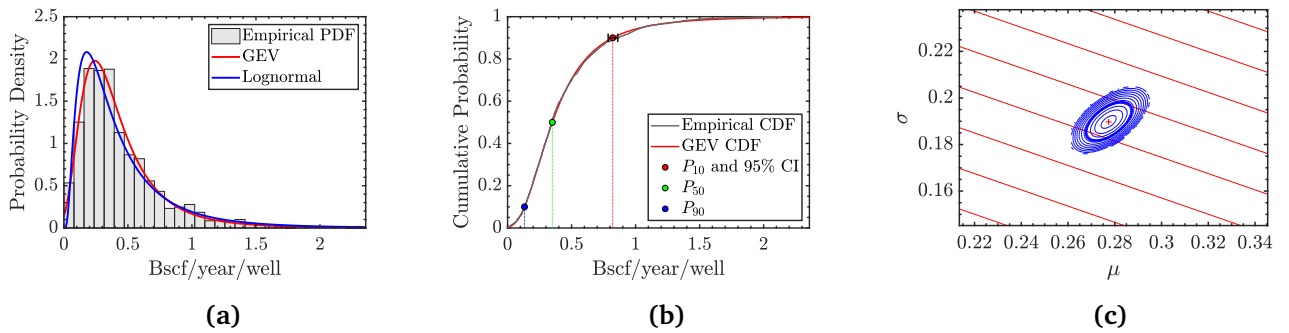 Probability Density
2.5
2
1.5
1
0.5
0
0 0.5 1 1.5 2
Bscf/year/well
Empirical PDF
GEV
Lognormal
(a)
Cumulative Probability
1
0.8
0.6
0.4
0.2
0
0 0.5 1 1.5 2
Bscf/year/well
Empirical CDF
GEV CDF
P10 and 95% CI
P50
P90
(b)
σ
0.22
0.2
0.18
0.16
0.22 0.24 0.26 0.28 0.3 0.32 0.34
μ
(c)